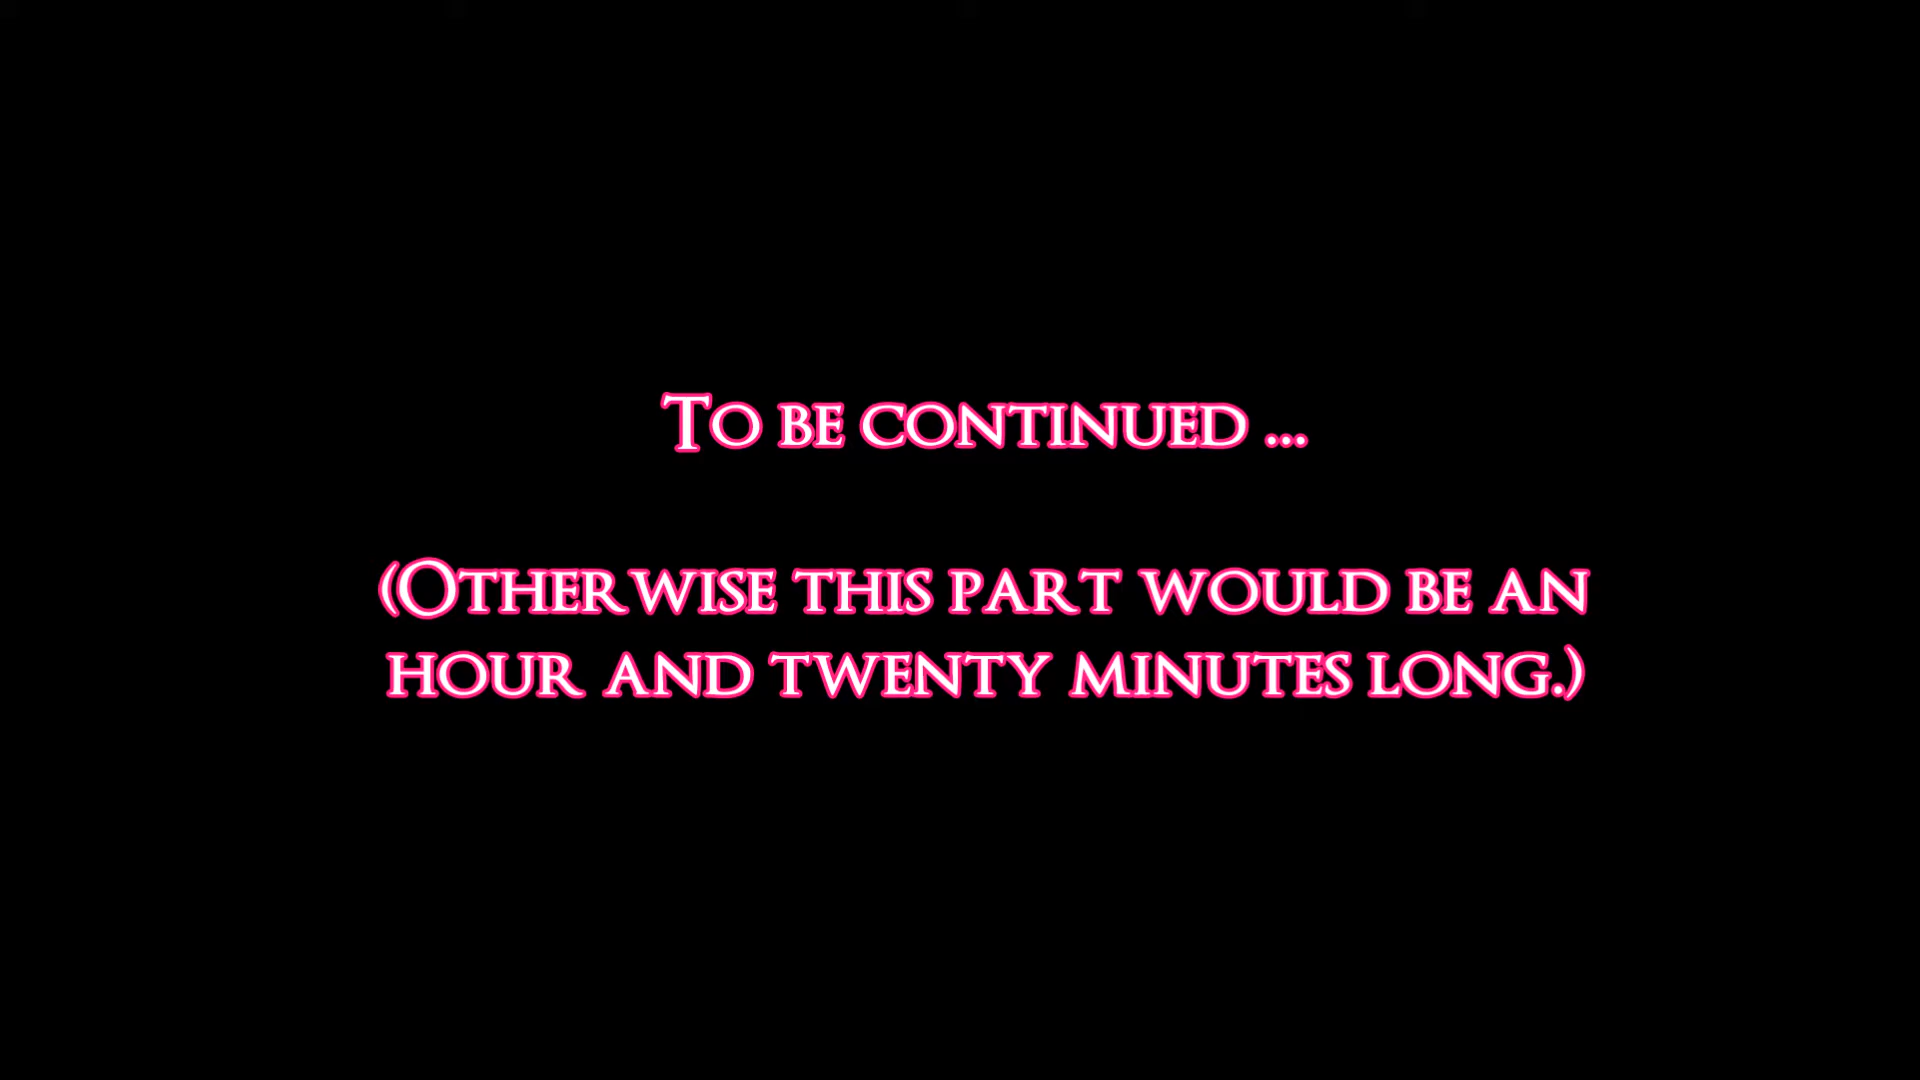 To be continued ...
(Otherwise this part would be an
hour and twenty minutes long.)